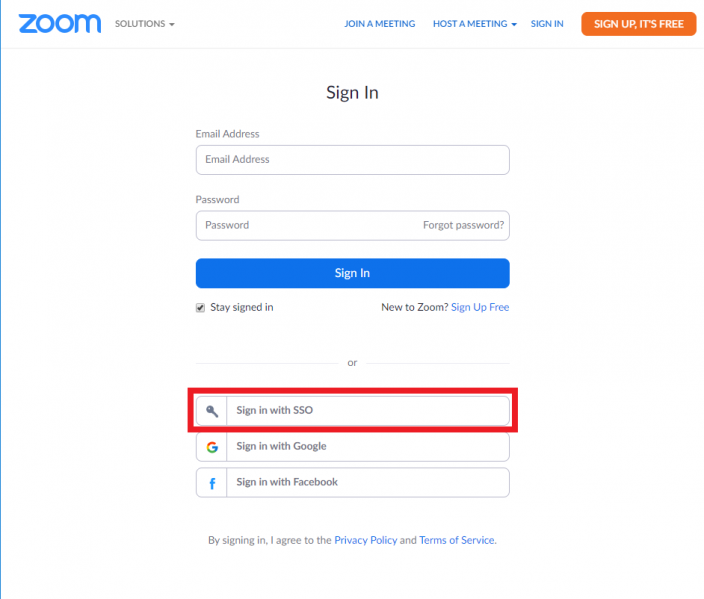 zoom SOLUTIONS JOIN A MEETING HOST A MEETING SIGN IN SIGN UP, IT'S FREE
Sign In
Email Address
Email Address
Password
Password Forgot password?
Sign In
Stay signed in New to Zoom? Sign Up Free
or
Sign in with SSO
Sign in with Google
Sign in with Facebook
By signing in, I agree to the Privacy Policy and Terms of Service.